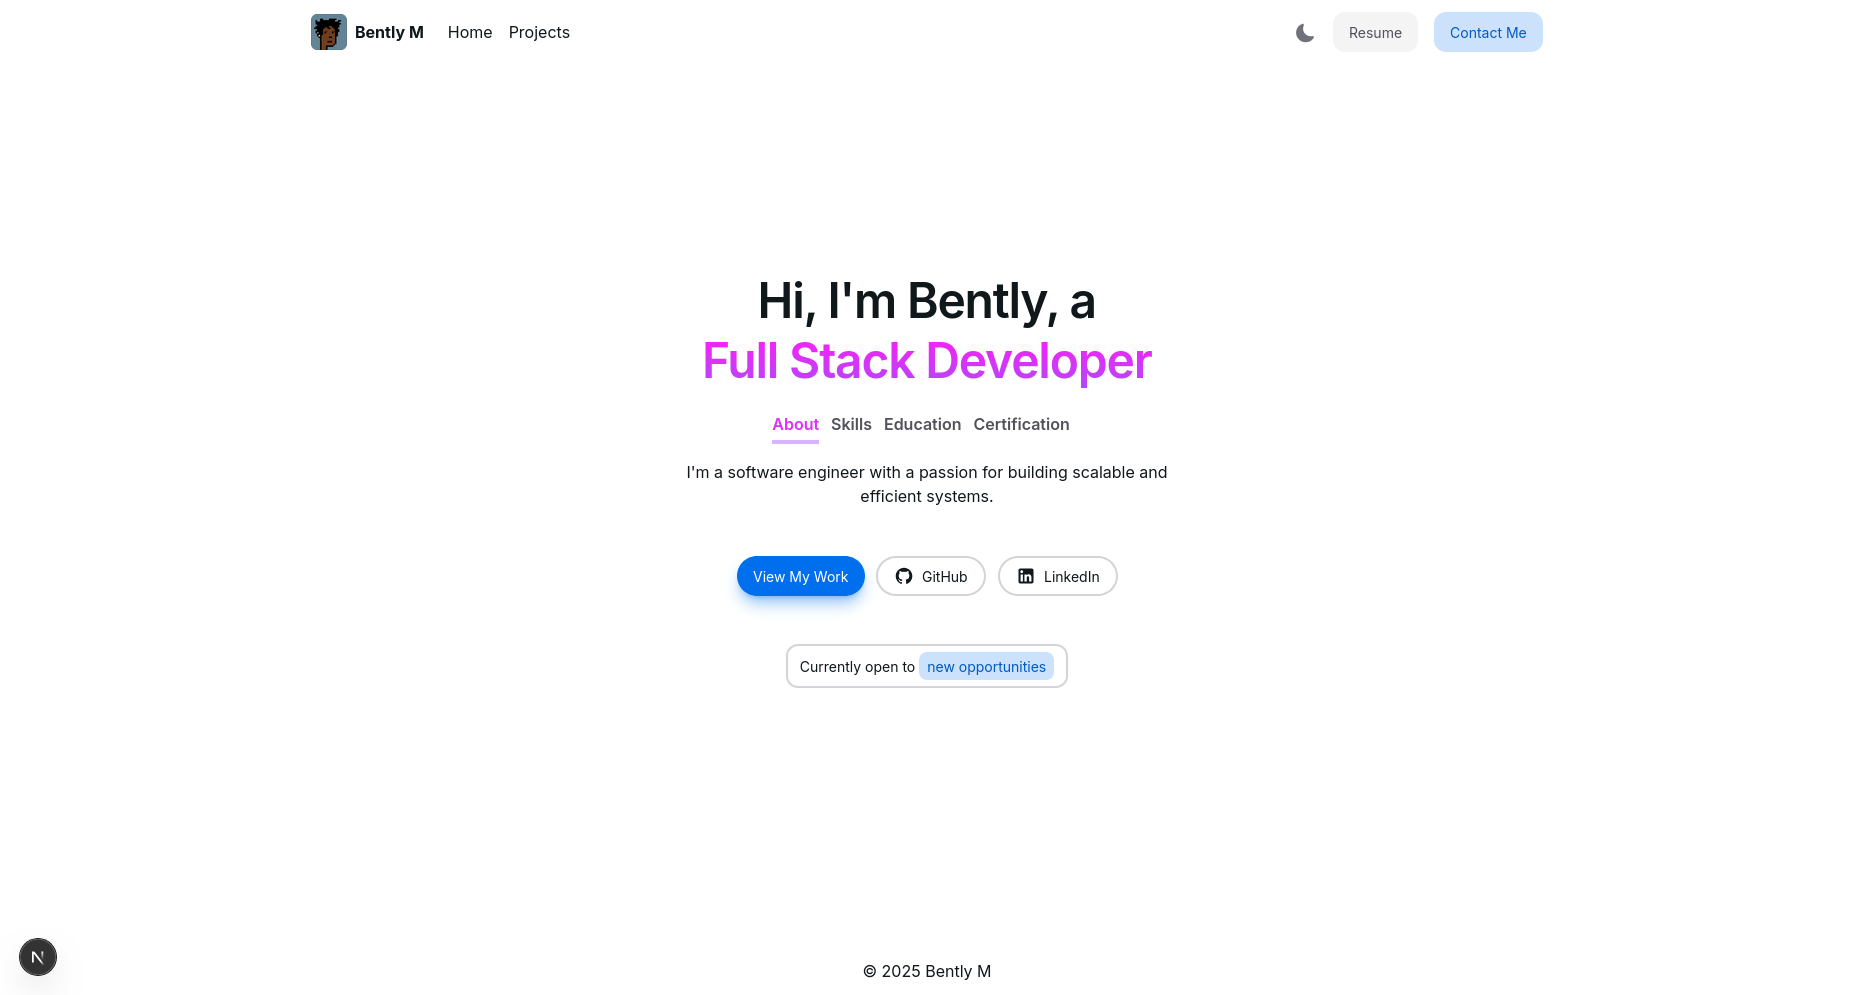 Bently M
Home
Projects
Resume
Contact Me
Hi, I'm Bently, a
Full Stack Developer
About
Skills
Education
Certification
I'm a software engineer with a passion for building scalable and
efficient systems.
View My Work
GitHub
LinkedIn
Currently open to new opportunities
N
© 2025 Bently M